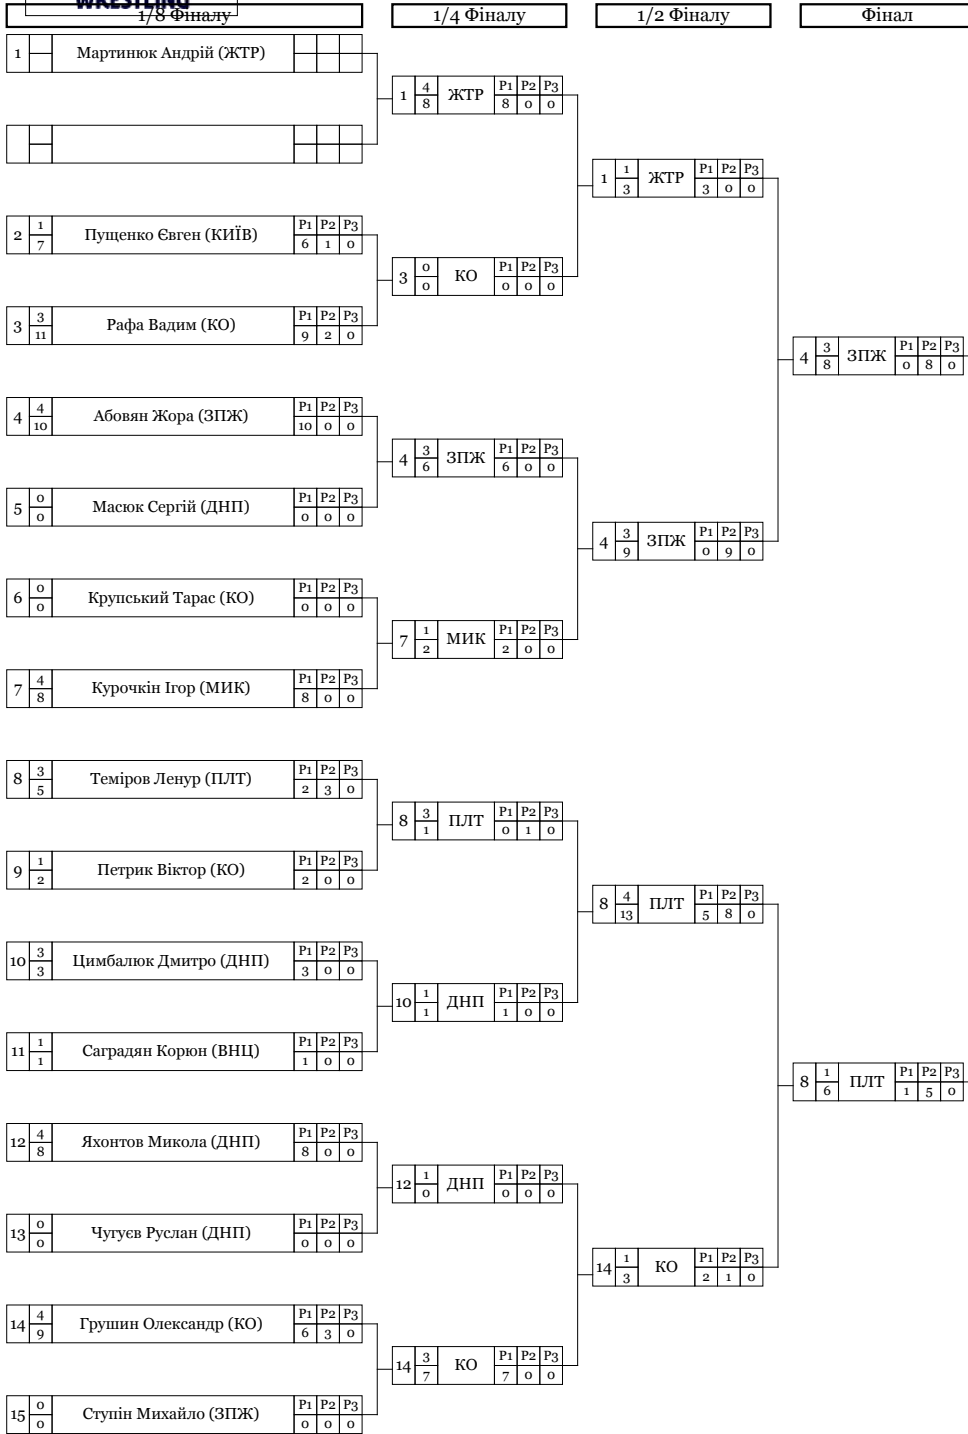 WRESTLING
1/8 Фіналу
1/4 Фіналу
1/2 Фіналу
Фінал
1 Мартинюк Андрій (ЖТР)
2 1 7 Пущенко Євген (КИЇВ) P1 P2 P3 6 1 0
3 3 11 Рафа Вадим (КО) P1 P2 P3 9 2 0
4 4 10 Абовян Жора (ЗПЖ) P1 P2 P3 10 0 0
5 0 0 Масюк Сергій (ДНП) P1 P2 P3 0 0 0
6 0 0 Крупський Тарас (КО) P1 P2 P3 0 0 0
7 4 8 Курочкін Ігор (МИК) P1 P2 P3 8 0 0
8 3 5 Теміров Ленур (ПЛТ) P1 P2 P3 2 3 0
9 1 2 Петрик Віктор (КО) P1 P2 P3 2 0 0
10 3 3 Цимбалюк Дмитро (ДНП) P1 P2 P3 3 0 0
11 1 1 Саградян Корюн (ВНЦ) P1 P2 P3 1 0 0
12 4 8 Яхонтов Микола (ДНП) P1 P2 P3 8 0 0
13 0 0 Чугуєв Руслан (ДНП) P1 P2 P3 0 0 0
14 4 9 Грушин Олександр (КО) P1 P2 P3 6 3 0
15 0 0 Ступін Михайло (ЗПЖ) P1 P2 P3 0 0 0
1 4 8 ЖТР P1 P2 P3 8 0 0
3 0 0 КО P1 P2 P3 0 0 0
4 3 6 ЗПЖ P1 P2 P3 6 0 0
7 1 2 МИК P1 P2 P3 2 0 0
8 3 1 ПЛТ P1 P2 P3 0 1 0
10 1 1 ДНП P1 P2 P3 1 0 0
12 1 0 ДНП P1 P2 P3 0 0 0
14 3 7 КО P1 P2 P3 7 0 0
1 1 3 ЖТР P1 P2 P3 3 0 0
4 3 9 ЗПЖ P1 P2 P3 0 9 0
8 4 13 ПЛТ P1 P2 P3 5 8 0
14 1 3 КО P1 P2 P3 2 1 0
4 3 8 ЗПЖ P1 P2 P3 0 8 0
8 1 6 ПЛТ P1 P2 P3 1 5 0